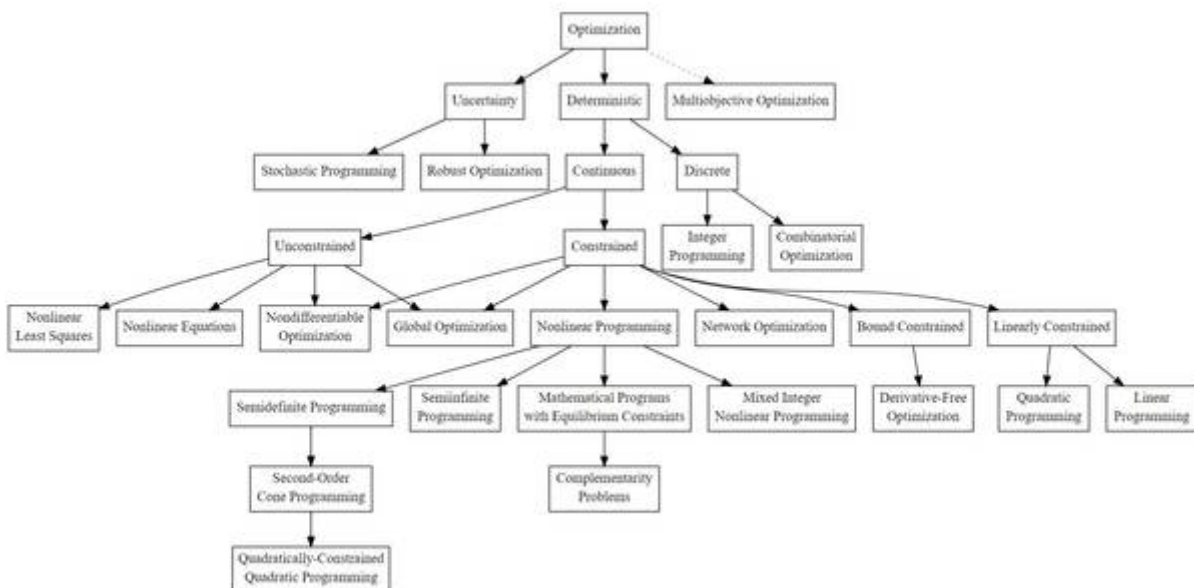 Optimization
Uncertainty
Deterministic
Multiobjective Optimization
Stochastic Programming
Robust Optimization
Continuous
Discrete
Unconstrained
Constrained
Integer
Programming
Combinatorial
Optimization
Nonlinear
Least Squares
Nonlinear Equations
Nondifferentiable
Optimization
Global Optimization
Nonlinear Programming
Network Optimization
Bound Constrained
Linearly Constrained
Semidefinite Programming
Semiinfinite
Programming
Mathematical Programs
with Equilibrium Constraints
Mixed Integer
Nonlinear Programming
Derivative-Free
Optimization
Quadratic
Programming
Linear
Programming
Second-Order
Cone Programming
Complementarity
Problems
Quadratically-Constrained
Quadratic Programming